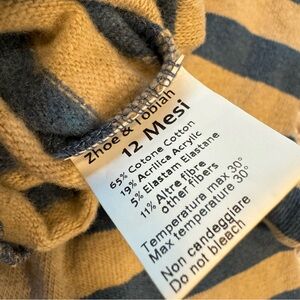 Zhoe & Tobiah
12 Mesi
65% Cotone Cotton
19% Acrilica Acrylic
5% Elastam Elastane
11% Altre fibre
other fibers
Temperatura max 30°
Max temperature 30°
Non candeggiare
Do not bleach